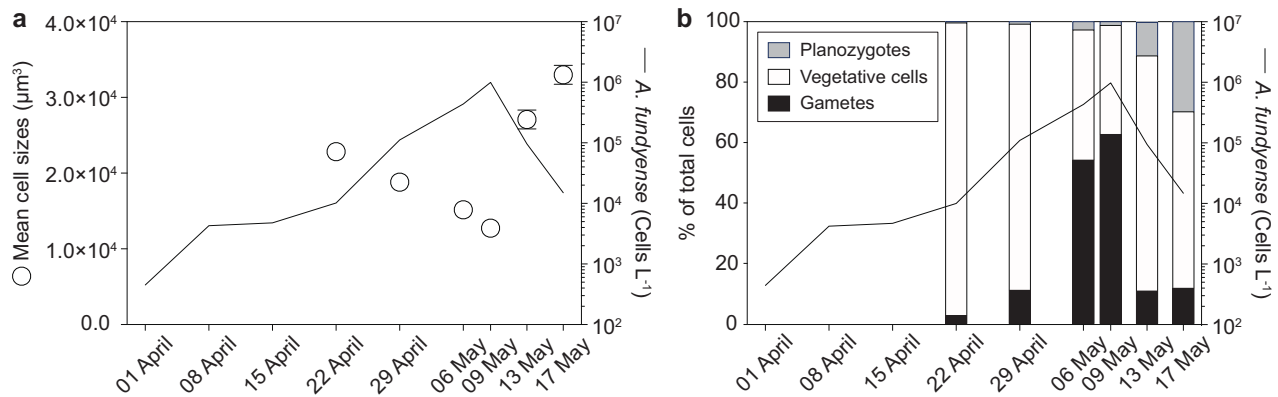 a
Mean cell sizes (µm³)
4.0×10⁴
3.0×10⁴
2.0×10⁴
1.0×10⁴
0.0
10⁷
10⁶
10⁵
10⁴
10³
10²
A. fundyense (Cells L⁻¹)
01 April
08 April
15 April
22 April
29 April
06 May
09 May
13 May
17 May
b
% of total cells
100
80
60
40
20
0
Planozygotes
Vegetative cells
Gametes
10⁷
10⁶
10⁵
10⁴
10³
10²
A. fundyense (Cells L⁻¹)
01 April
08 April
15 April
22 April
29 April
06 May
09 May
13 May
17 May